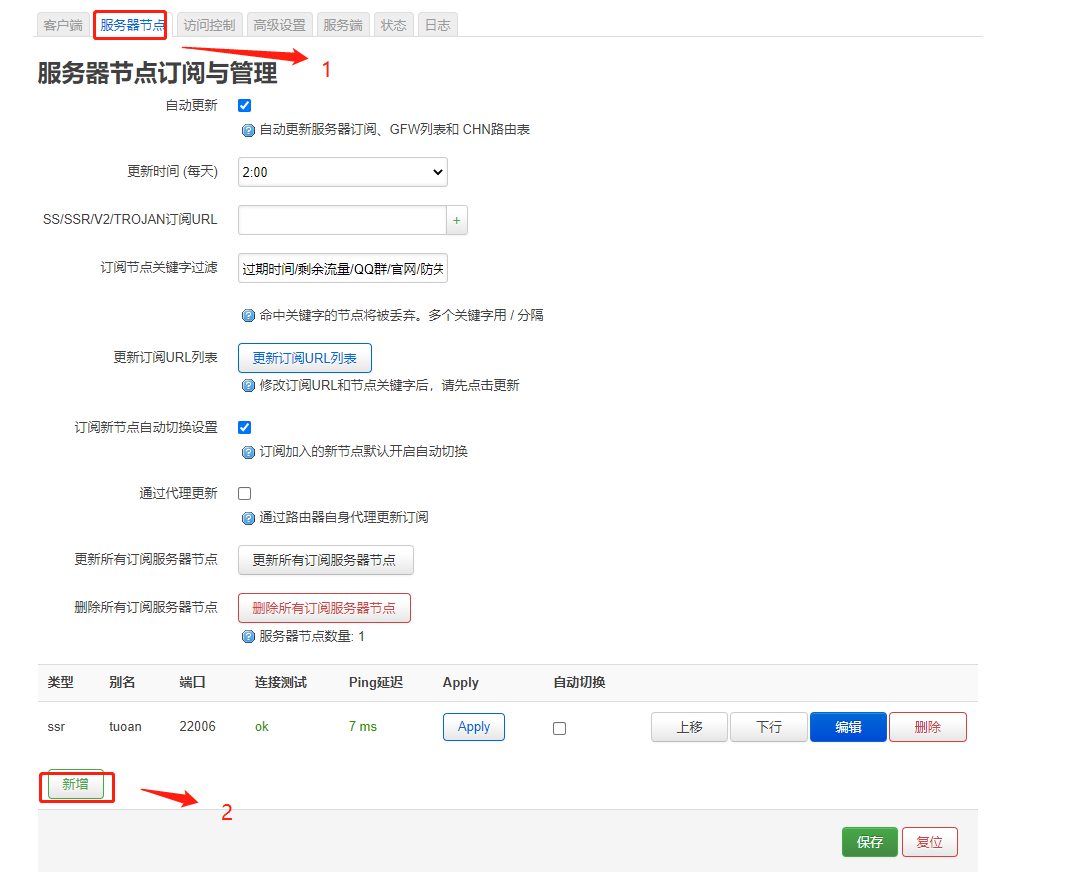 客户端 服务器节点 访问控制 高级设置 服务端 状态 日志
1
服务器节点订阅与管理
自动更新
自动更新服务器订阅、GFW列表和 CHN路由表
更新时间 (每天) 2:00
SS/SSR/V2/TROJAN订阅URL +
订阅节点关键字过滤 过期时间/剩余流量/QQ群/官网/防失
命中关键字的节点将被丢弃。多个关键字用 / 分隔
更新订阅URL列表 更新订阅URL列表
修改订阅URL和节点关键字后，请先点击更新
订阅新节点自动切换设置
订阅加入的新节点默认开启自动切换
通过代理更新
通过路由器自身代理更新订阅
更新所有订阅服务器节点 更新所有订阅服务器节点
删除所有订阅服务器节点 删除所有订阅服务器节点
服务器节点数量: 1
类型 别名 端口 连接测试 Ping延迟 Apply 自动切换
ssr tuoan 22006 ok 7 ms Apply 上移 下行 编辑 删除
新增
2
保存 复位